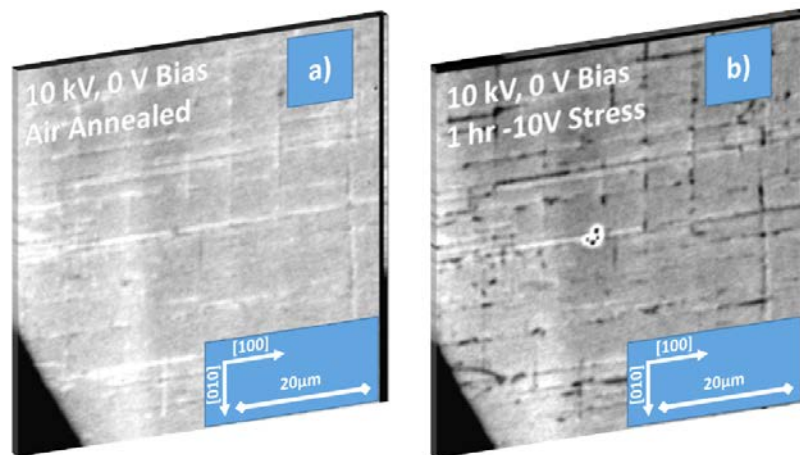 10 kV, 0 V Bias
Air Annealed
a)
[100]
[010]
20μm
10 kV, 0 V Bias
1 hr -10V Stress
b)
[100]
[010]
20μm